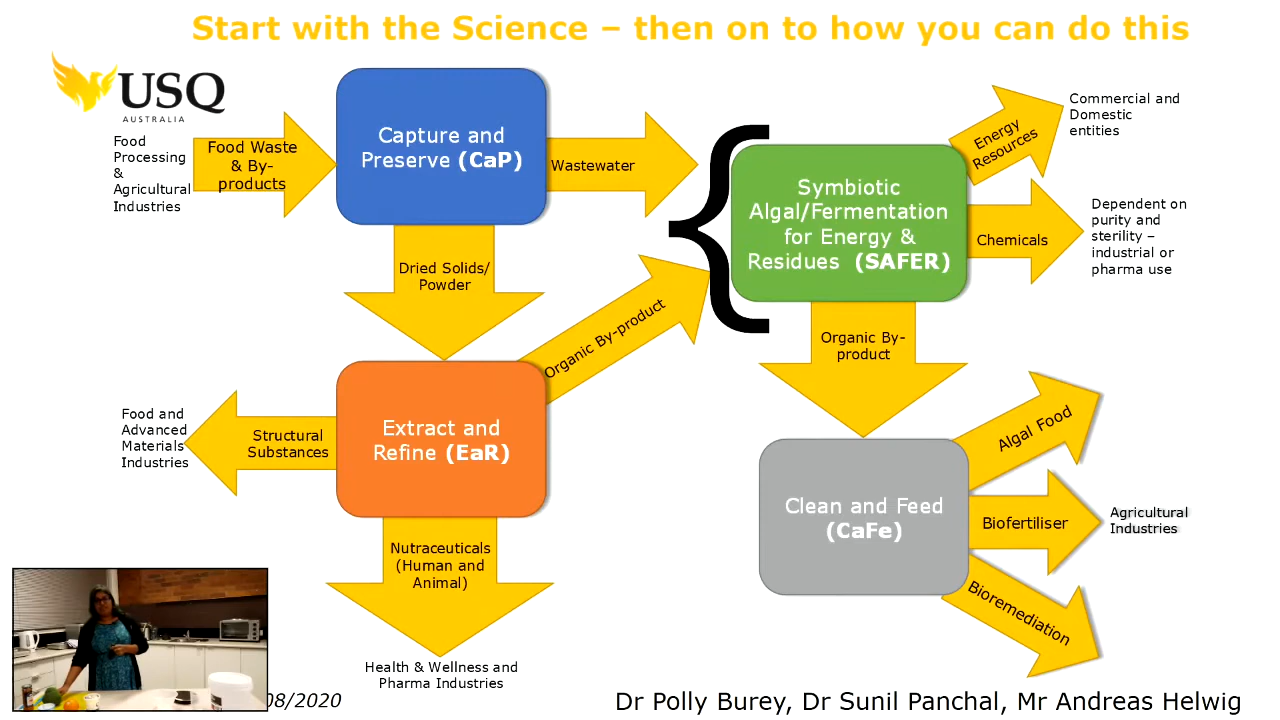 Start with the Science – then on to how you can do this
USQ
AUSTRALIA
Food
Processing
&
Agricultural
Industries
Food Waste
& By-
products
Capture and
Preserve (CaP)
Wastewater
Dried Solids/
Powder
Symbiotic
Algal/Fermentation
for Energy &
Residues (SAFER)
Energy
Resources
Commercial and
Domestic
entities
Chemicals
Dependent on
purity and
sterility –
industrial or
pharma use
Organic By-product
Organic By-
product
Food and
Advanced
Materials
Industries
Structural
Substances
Extract and
Refine (EaR)
Nutraceuticals
(Human and
Animal)
Health & Wellness and
Pharma Industries
Clean and Feed
(CaFe)
Algal Food
Biofertiliser
Bioremediation
Agricultural
Industries
08/2020
Dr Polly Burey, Dr Sunil Panchal, Mr Andreas Helwig